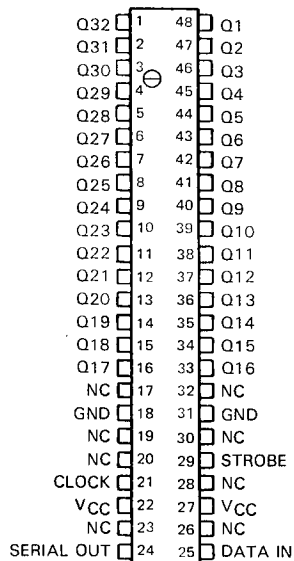 Q32 1 48 Q1
Q31 2 47 Q2
Q30 3 46 Q3
Q29 4 45 Q4
Q28 5 44 Q5
Q27 6 43 Q6
Q26 7 42 Q7
Q25 8 41 Q8
Q24 9 40 Q9
Q23 10 39 Q10
Q22 11 38 Q11
Q21 12 37 Q12
Q20 13 36 Q13
Q19 14 35 Q14
Q18 15 34 Q15
Q17 16 33 Q16
NC 17 32 NC
GND 18 31 GND
NC 19 30 NC
NC 20 29 STROBE
CLOCK 21 28 NC
VCC 22 27 VCC
NC 23 26 NC
SERIAL OUT 24 25 DATA IN